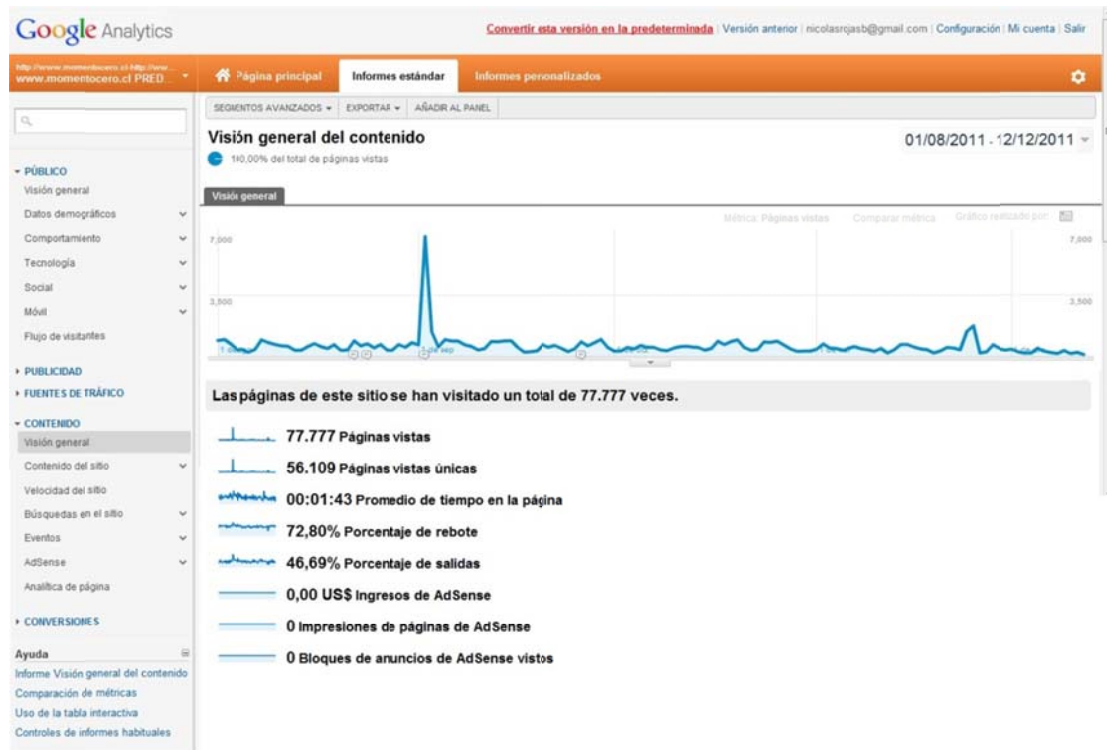 Google Analytics
Convertir esta versión en la predeterminada | Versión anterior | nicolasrojasb@gmail.com | Configuración | Mi cuenta | Salir
www.momentocero.cl PRED...
Página principal
Informes estándar
Informes personalizados
SEGMENTOS AVANZADOS
EXPORTAR
AÑADIR AL PANEL
Visión general del contenido
01/08/2011 - 12/12/2011
100,00% del total de páginas vistas
PÚBLICO
Visión general
Datos demográficos
Comportamiento
Tecnología
Social
Móvil
Flujo de visitantes
PUBLICIDAD
FUENTES DE TRÁFICO
CONTENIDO
Visión general
Contenido del sitio
Velocidad del sitio
Búsquedas en el sitio
Eventos
AdSense
Analítica de página
CONVERSIONES
Ayuda
Informe Visión general del contenido
Comparación de métricas
Uso de la tabla interactiva
Controles de informes habituales
Visión general
Métrica: Páginas vistas
Comparar métrica
Gráfico realizado por:
7,000
7,000
3,500
3,500
Las páginas de este sitio se han visitado un total de 77.777 veces.
77.777 Páginas vistas
56.109 Páginas vistas únicas
00:01:43 Promedio de tiempo en la página
72,80% Porcentaje de rebote
46,69% Porcentaje de salidas
0,00 US$ Ingresos de AdSense
0 Impresiones de páginas de AdSense
0 Bloques de anuncios de AdSense vistos